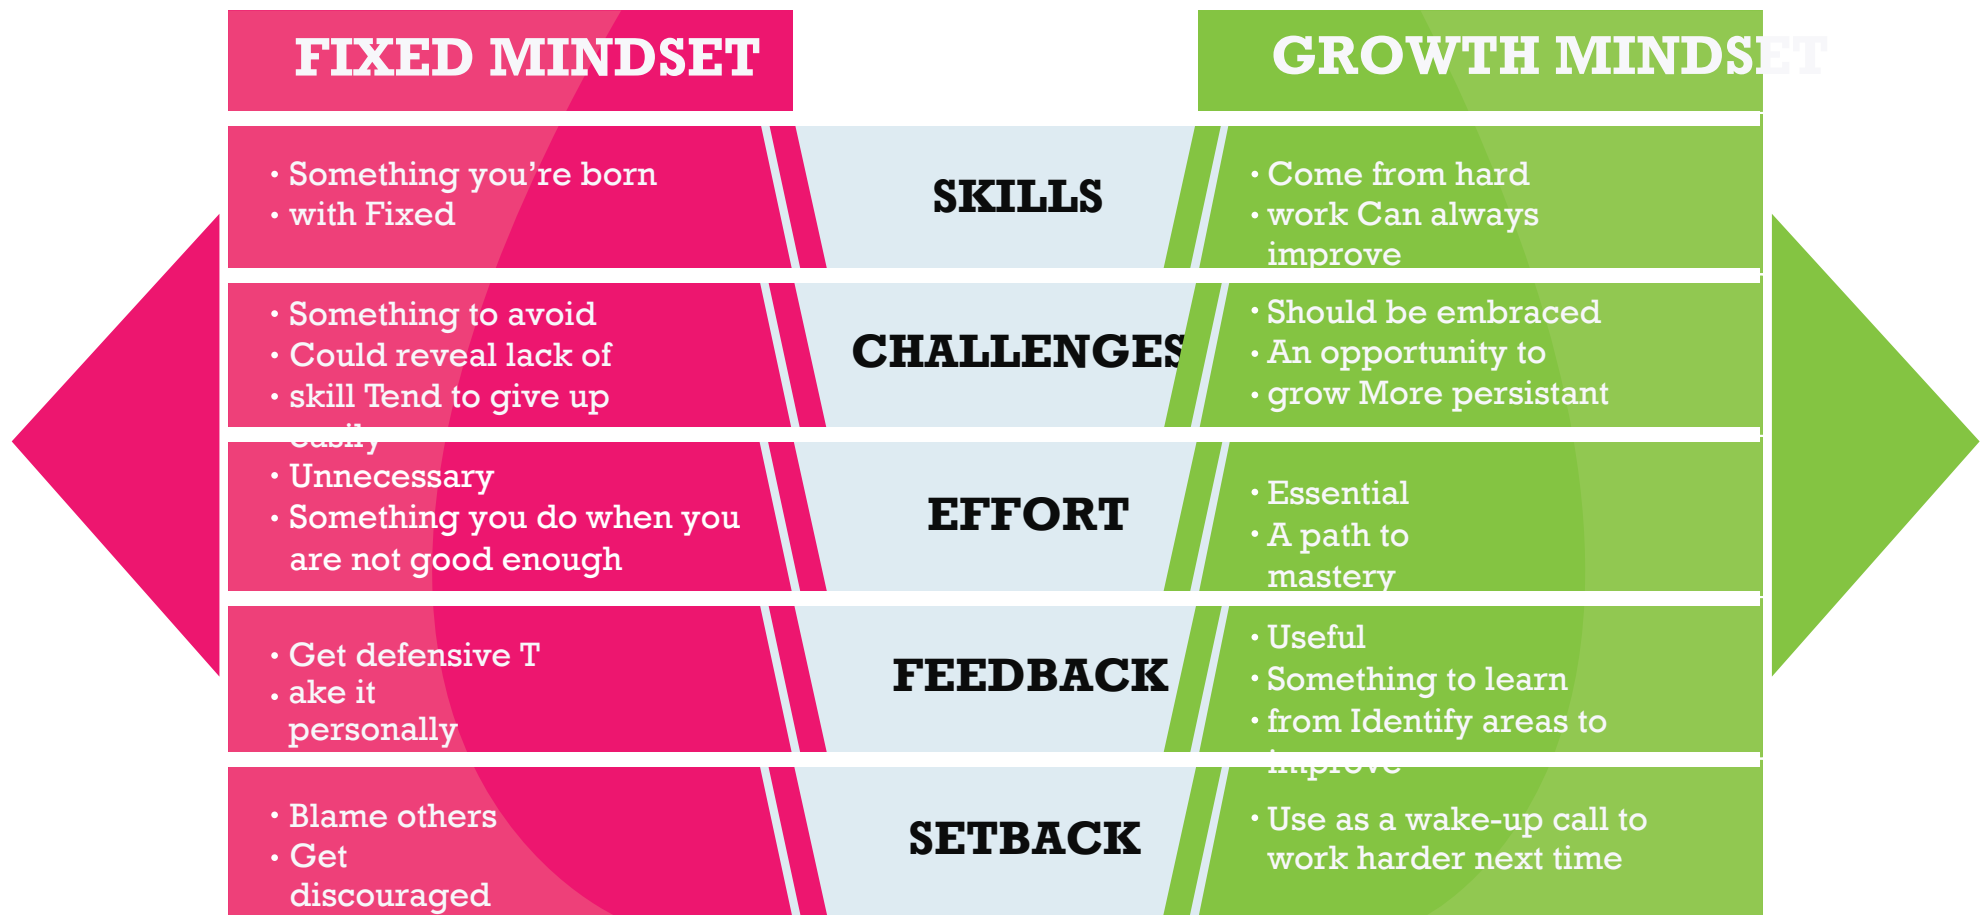 FIXED MINDSET
GROWTH MINDSET
• Something you're born
• with Fixed
SKILLS
• Come from hard
• work Can always
improve
• Something to avoid
• Could reveal lack of
• skill Tend to give up
easily
CHALLENGES
• Should be embraced
• An opportunity to
• grow More persistant
• Unnecessary
• Something you do when you
are not good enough
EFFORT
• Essential
• A path to
mastery
• Get defensive T
• ake it
personally
FEEDBACK
• Useful
• Something to learn
• from Identify areas to
improve
• Blame others
• Get
discouraged
SETBACK
• Use as a wake-up call to
work harder next time